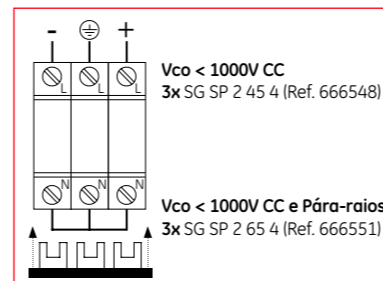 - +
L L L
Vco < 1000V CC
3x SG SP 2 45 4 (Ref. 666548)
N N N
Vco < 1000V CC e Pára-raios
3x SG SP 2 65 4 (Ref. 666551)